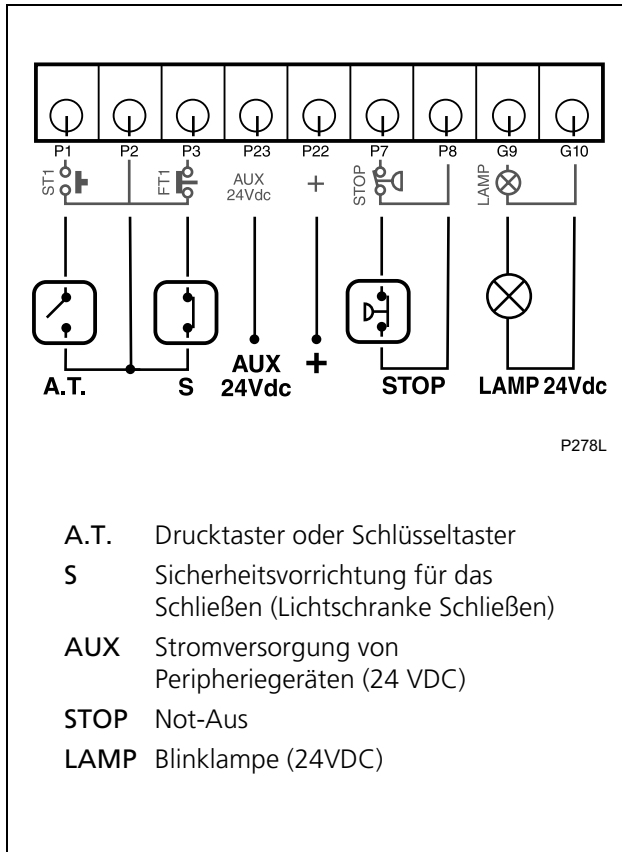 P1 P2 P3 P23 P22 P7 P8 G9 G10
ST1 FT1 AUX 24Vdc + STOP LAMP
A.T. S AUX 24Vdc + STOP LAMP 24Vdc
P278L
A.T. Drucktaster oder Schlüsseltaster
S Sicherheitsvorrichtung für das
Schließen (Lichtschranke Schließen)
AUX Stromversorgung von
Peripheriegeräten (24 VDC)
STOP Not-Aus
LAMP Blinklampe (24VDC)